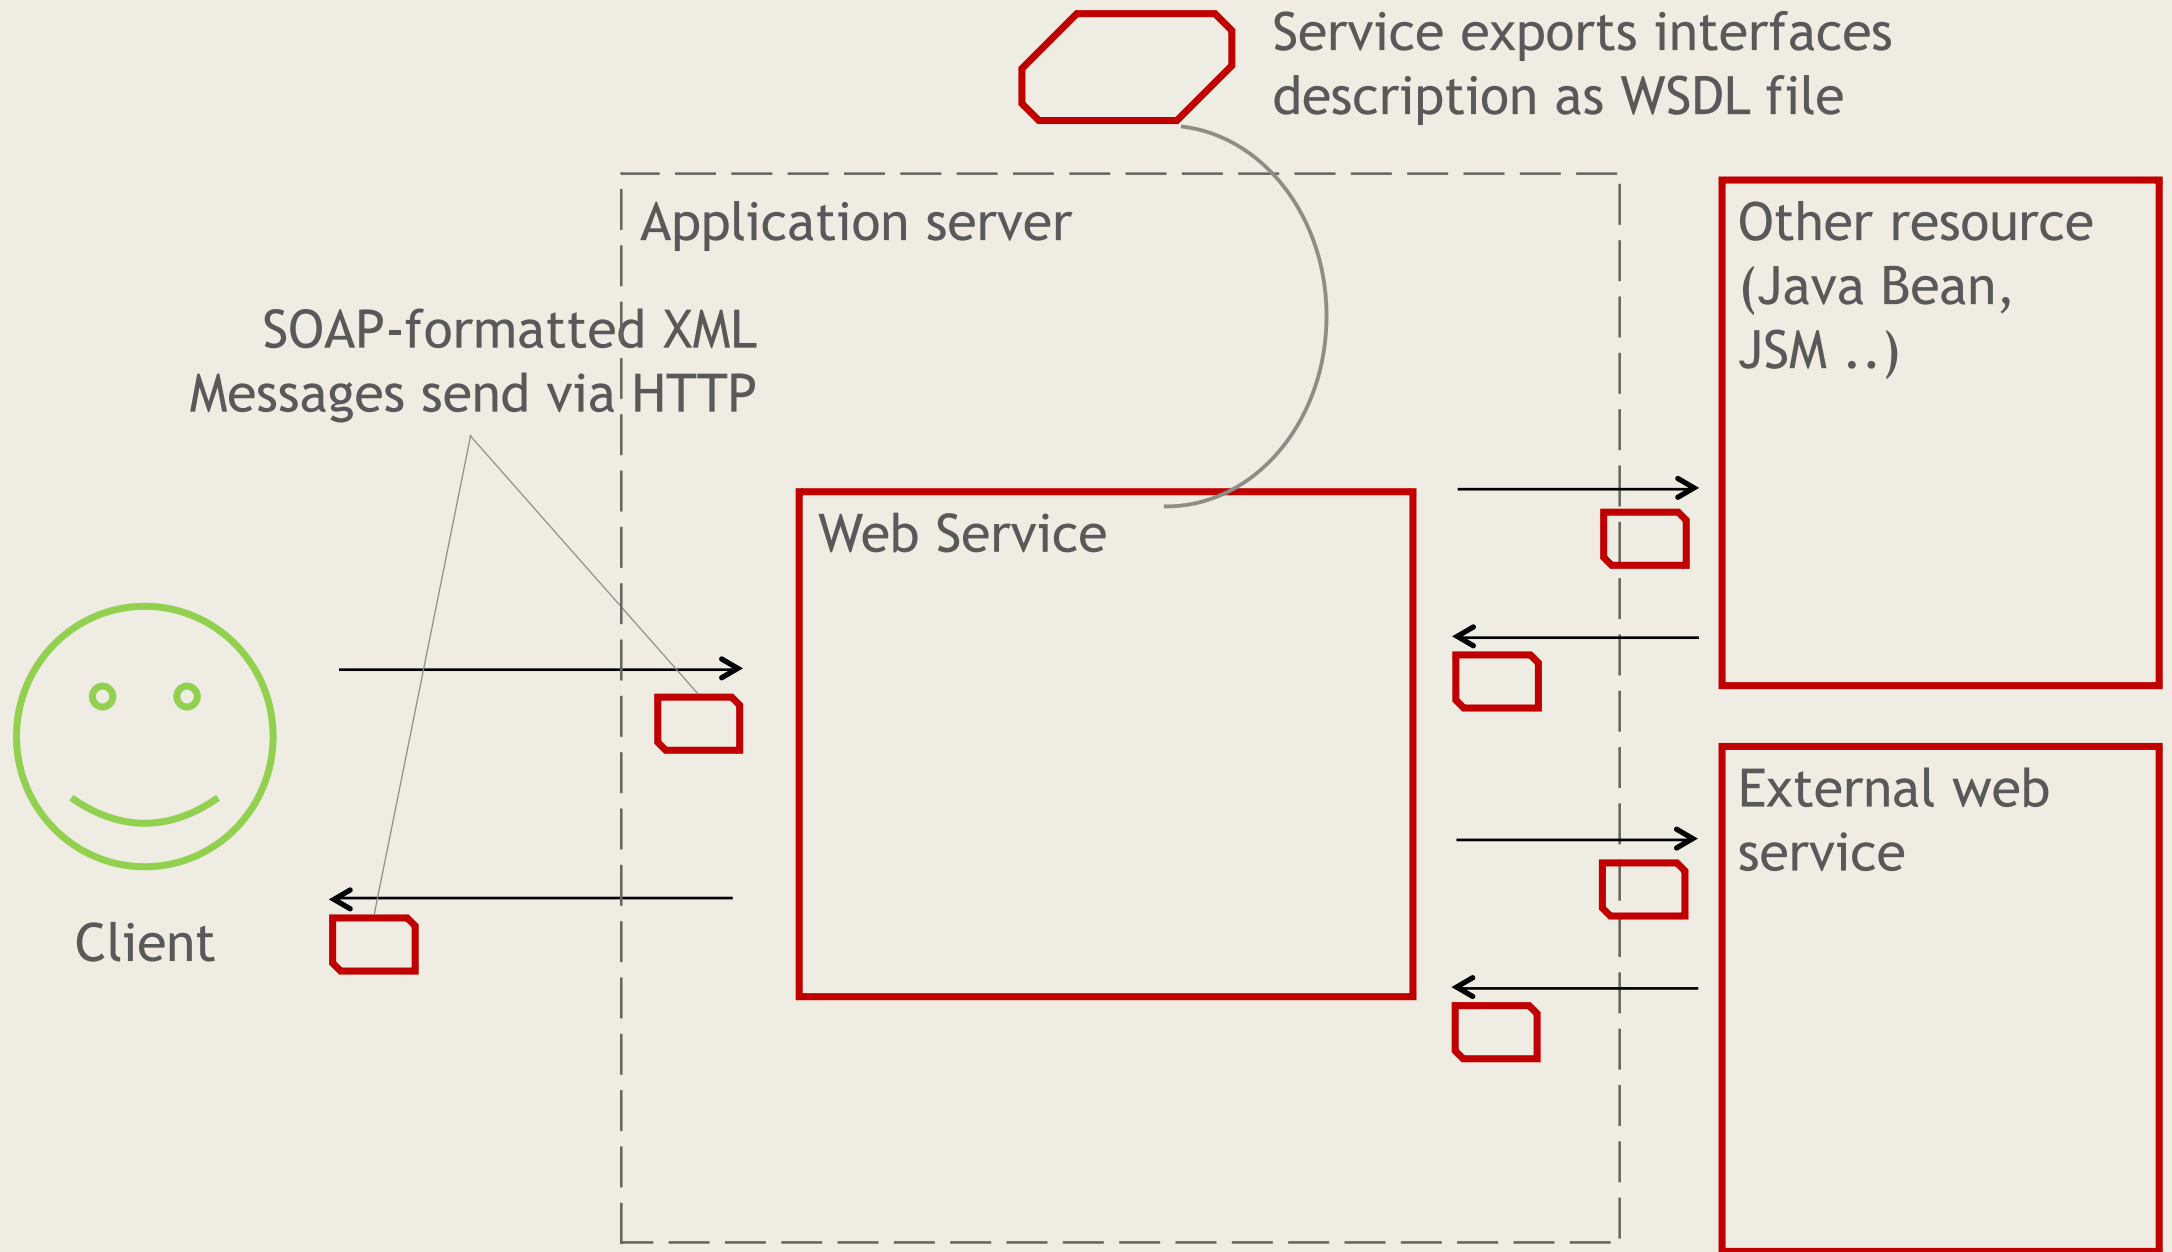 Service exports interfaces
description as WSDL file
Application server
Other resource
(Java Bean,
JSM ..)
SOAP-formatted XML
Messages send via HTTP
Web Service
External web
service
Client